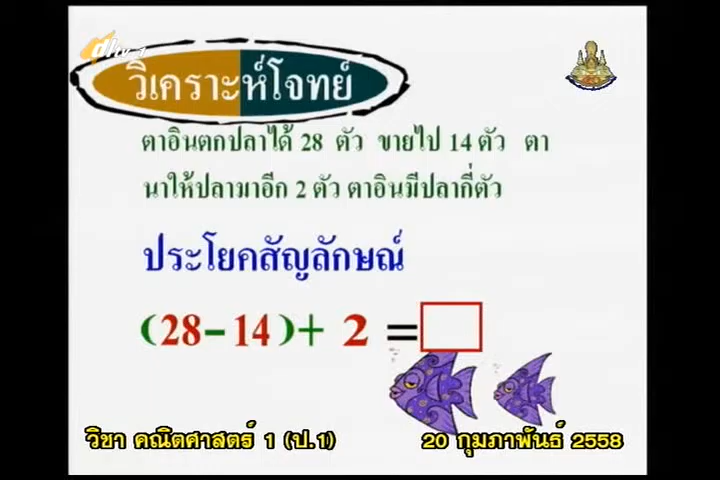 dltv 1
วิเคราะห์โจทย์
ตาอินตกปลาได้ 28 ตัว ขายไป 14 ตัว ตา
นาให้ปลามาอีก 2 ตัว ตาอินมีปลากี่ตัว
ประโยคสัญลักษณ์
(28-14)+ 2 =
วิชา คณิตศาสตร์ 1 (ป.1) 20 กุมภาพันธ์ 2558